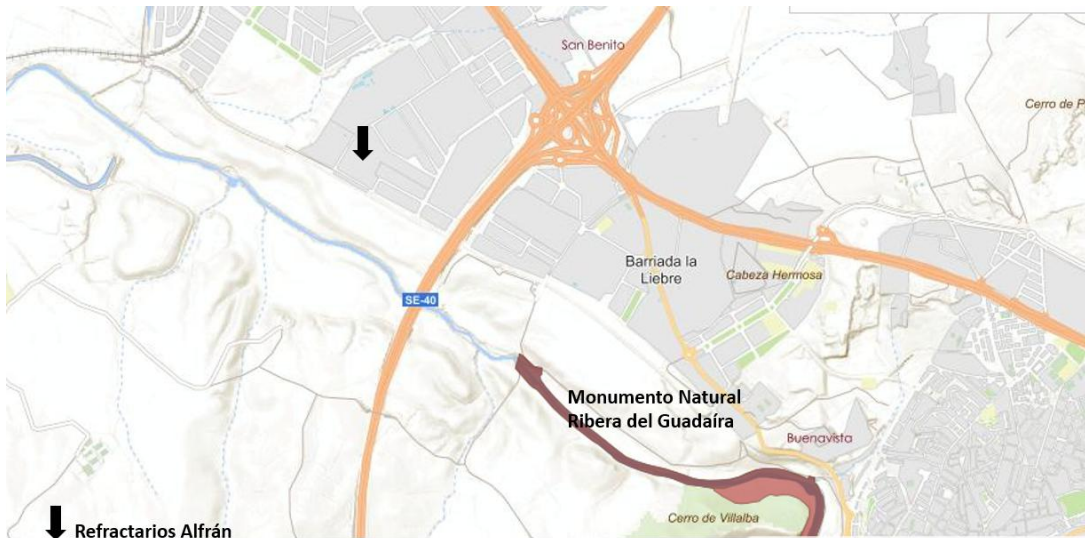 San Benito
Cerro de P
SE-40
Barriada la
Liebre
Cabeza Hermosa
Monumento Natural
Ribera del Guadaíra
Buenavista
Cerro de Villalba
Refractarios Alfrán